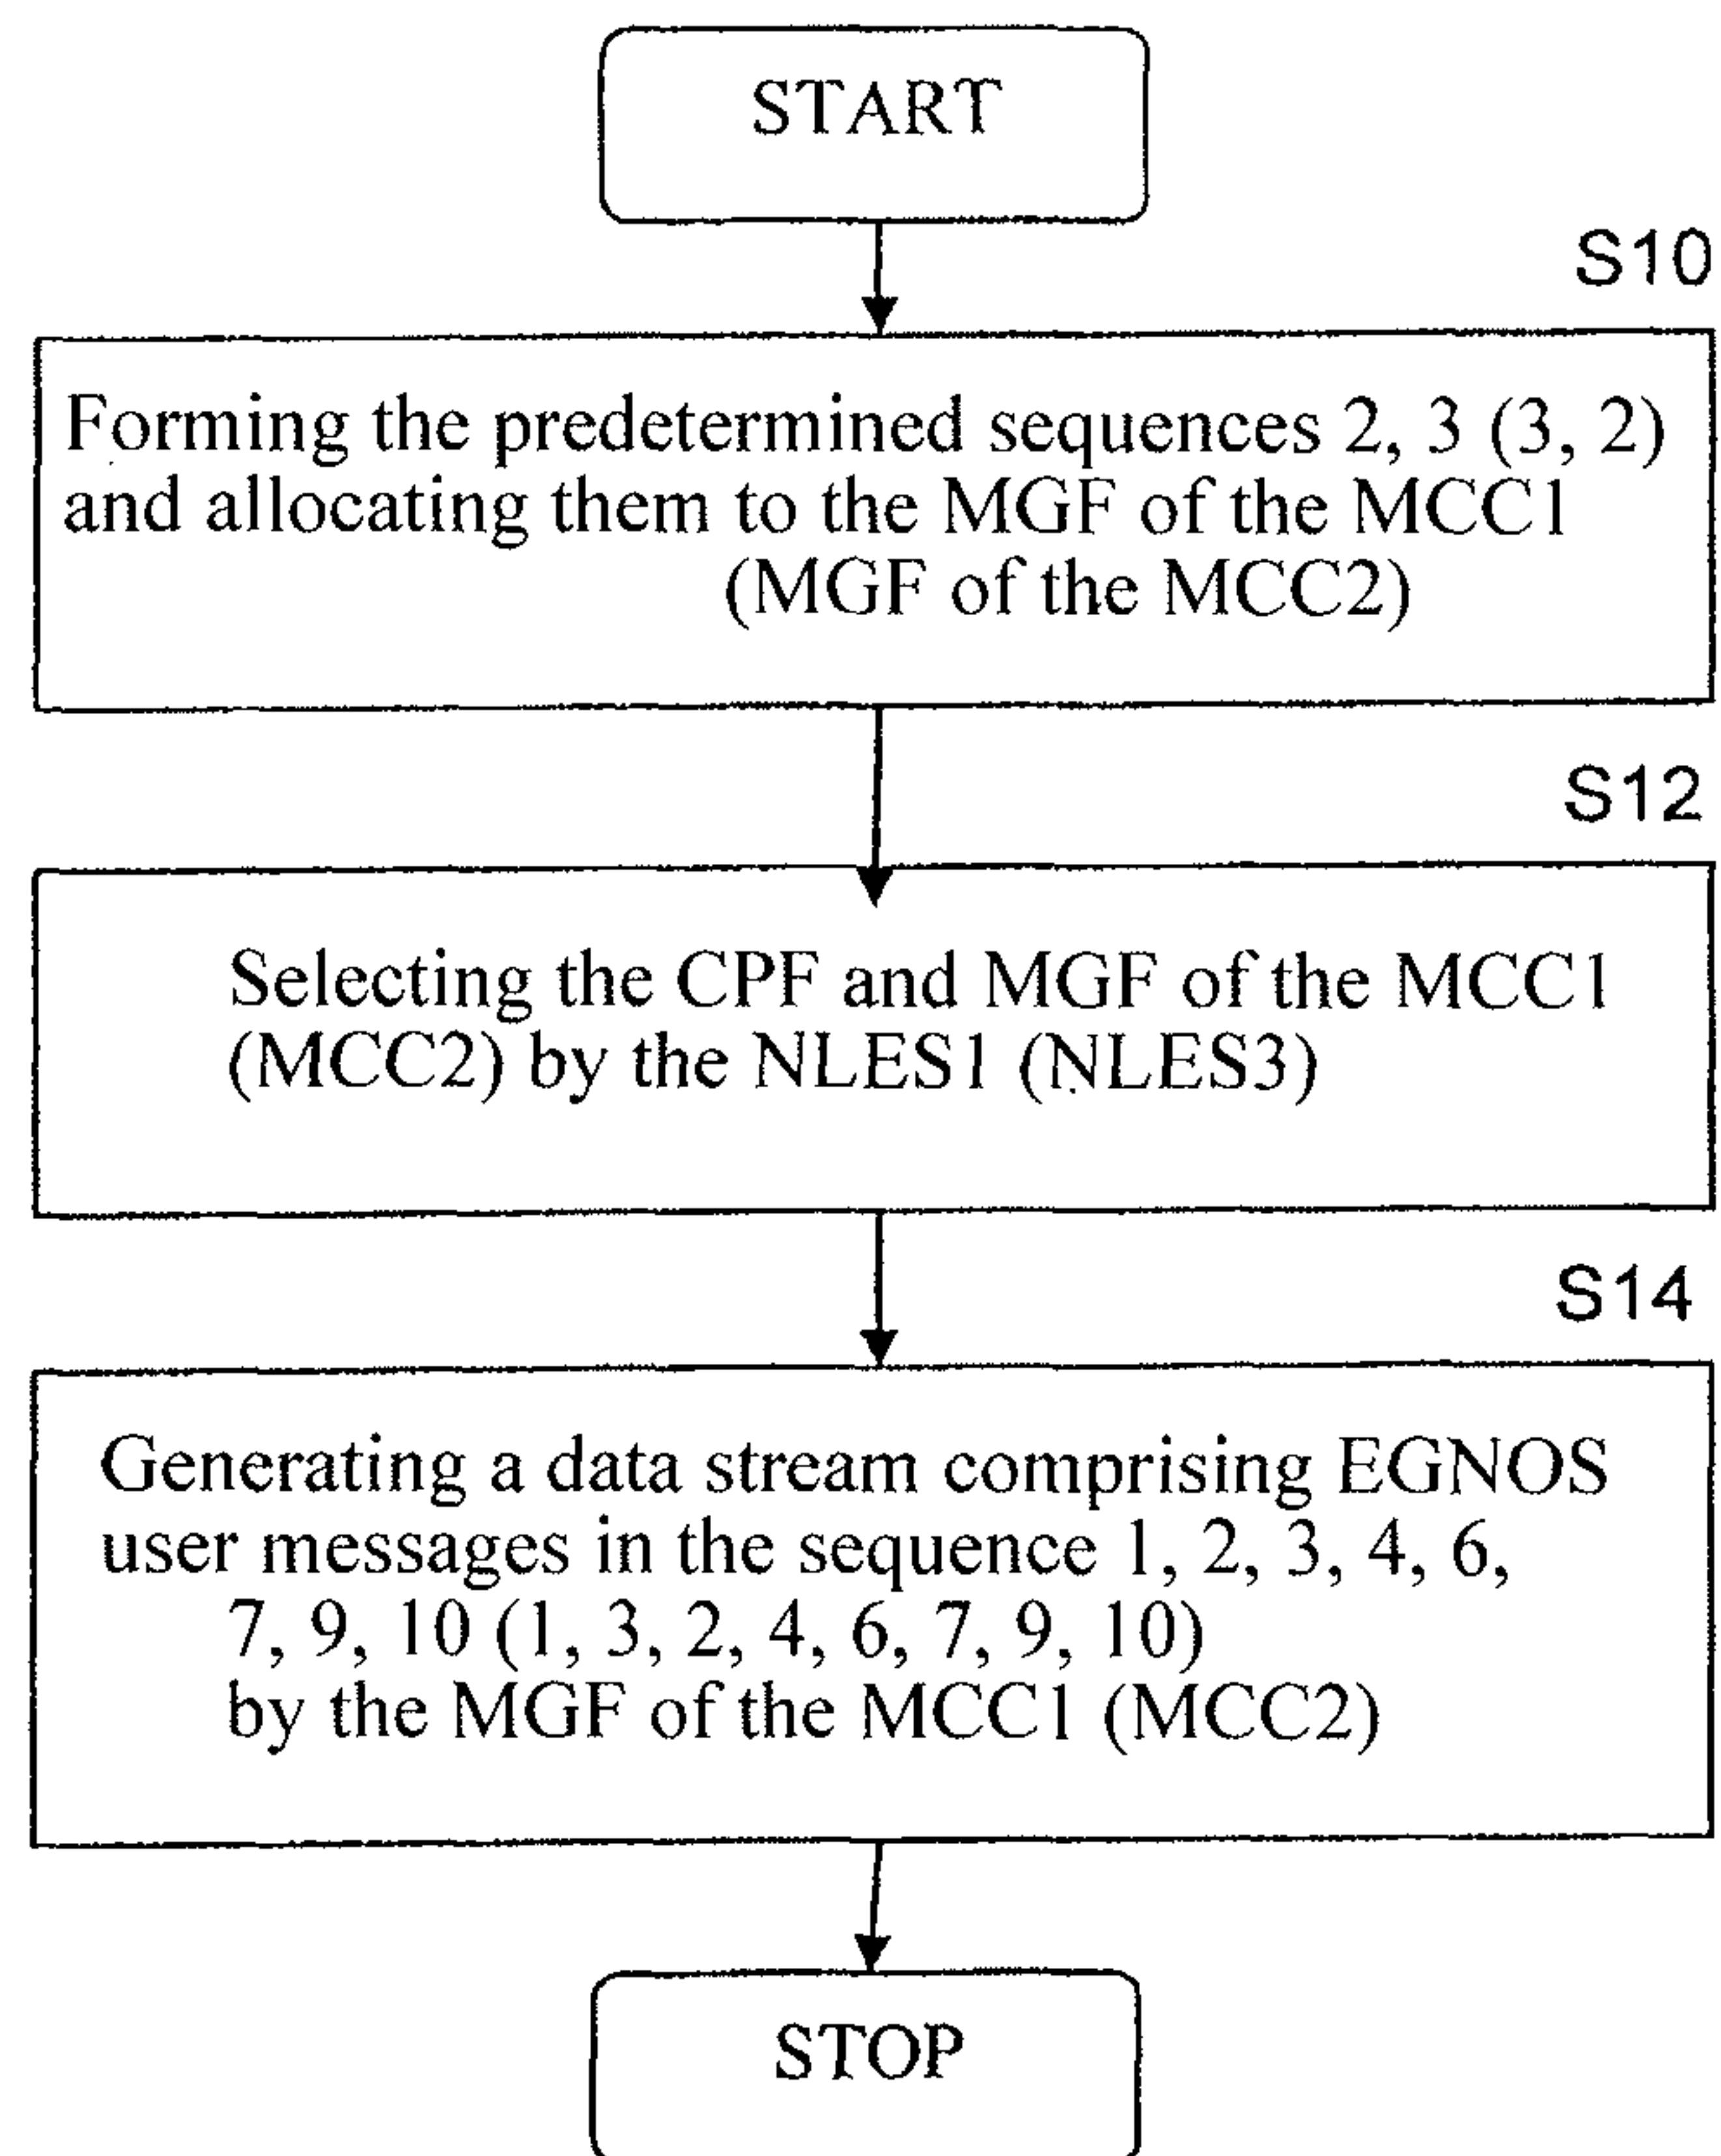 START
S10
Forming the predetermined sequences 2, 3 (3, 2)
and allocating them to the MGF of the MCC1
(MGF of the MCC2)
S12
Selecting the CPF and MGF of the MCC1
(MCC2) by the NLES1 (NLES3)
S14
Generating a data stream comprising EGNOS
user messages in the sequence 1, 2, 3, 4, 6,
7, 9, 10 (1, 3, 2, 4, 6, 7, 9, 10)
by the MGF of the MCC1 (MCC2)
STOP